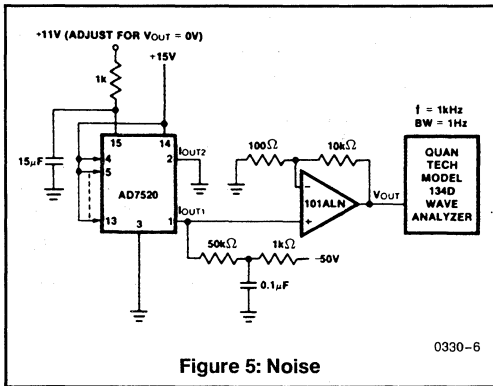 +11V (ADJUST FOR VOUT = 0V)
+15V
1k
f = 1kHz
BW = 1Hz
15
14
IOUT2
15µF
4
5
2
100Ω
10kΩ
QUAN
TECH
MODEL
134D
WAVE
ANALYZER
AD7520
−
101ALN
+
VOUT
IOUT1
13
3
1
50kΩ
1kΩ
−50V
0.1µF
0330-6
Figure 5: Noise